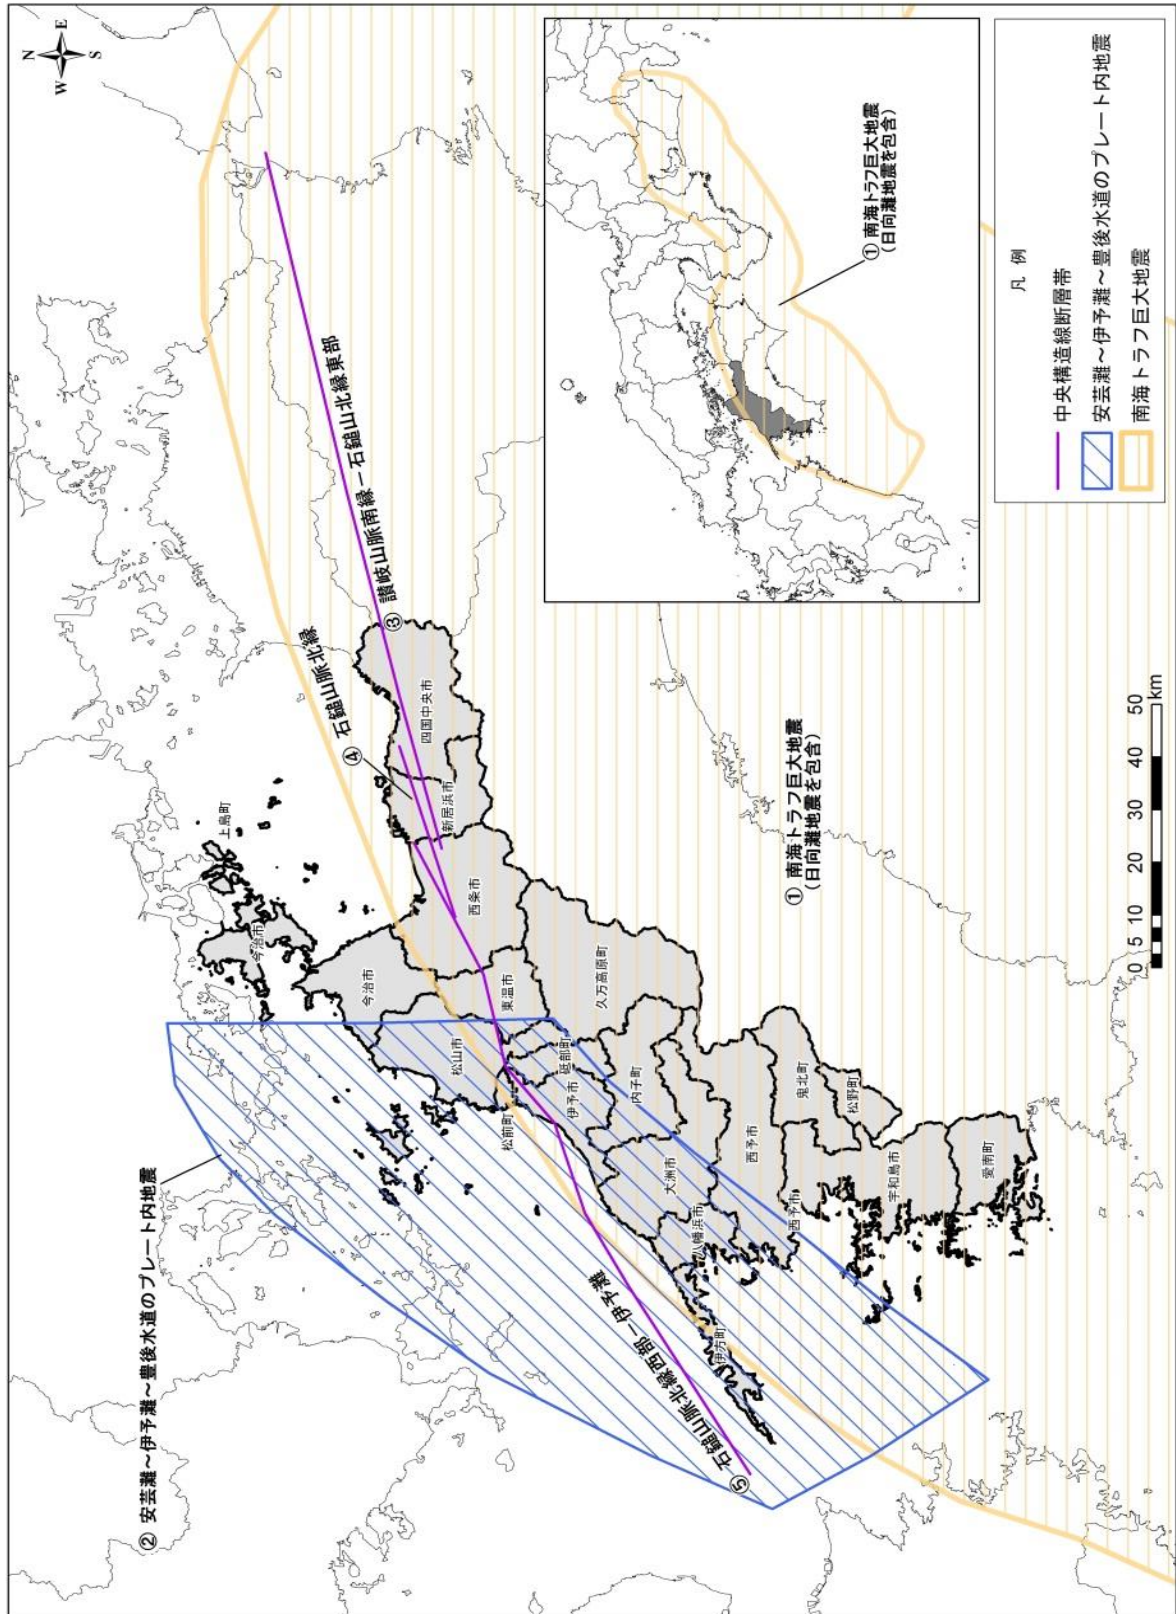 N
W
E
S
② 安芸灘～伊予灘～豊後水道のプレート内地震
上島町
今治市
今治市
④ 石鎚山脈北縁
③ 讃岐山脈南縁－石鎚山北縁東部
四国中央市
新居浜市
西条市
東温市
松山市
松前町
砥部町
伊予市
久万高原町
内子町
大洲市
八幡浜市
伊方町
西予市
西予市
鬼北町
松野町
宇和島市
愛南町
⑤ 石鎚山脈北縁西部－伊予灘
① 南海トラフ巨大地震
（日向灘地震を包含）
① 南海トラフ巨大地震
（日向灘地震を包含）
0 5 10 20 30 40 50
km
凡 例
中央構造線断層帯
安芸灘～伊予灘～豊後水道のプレート内地震
南海トラフ巨大地震